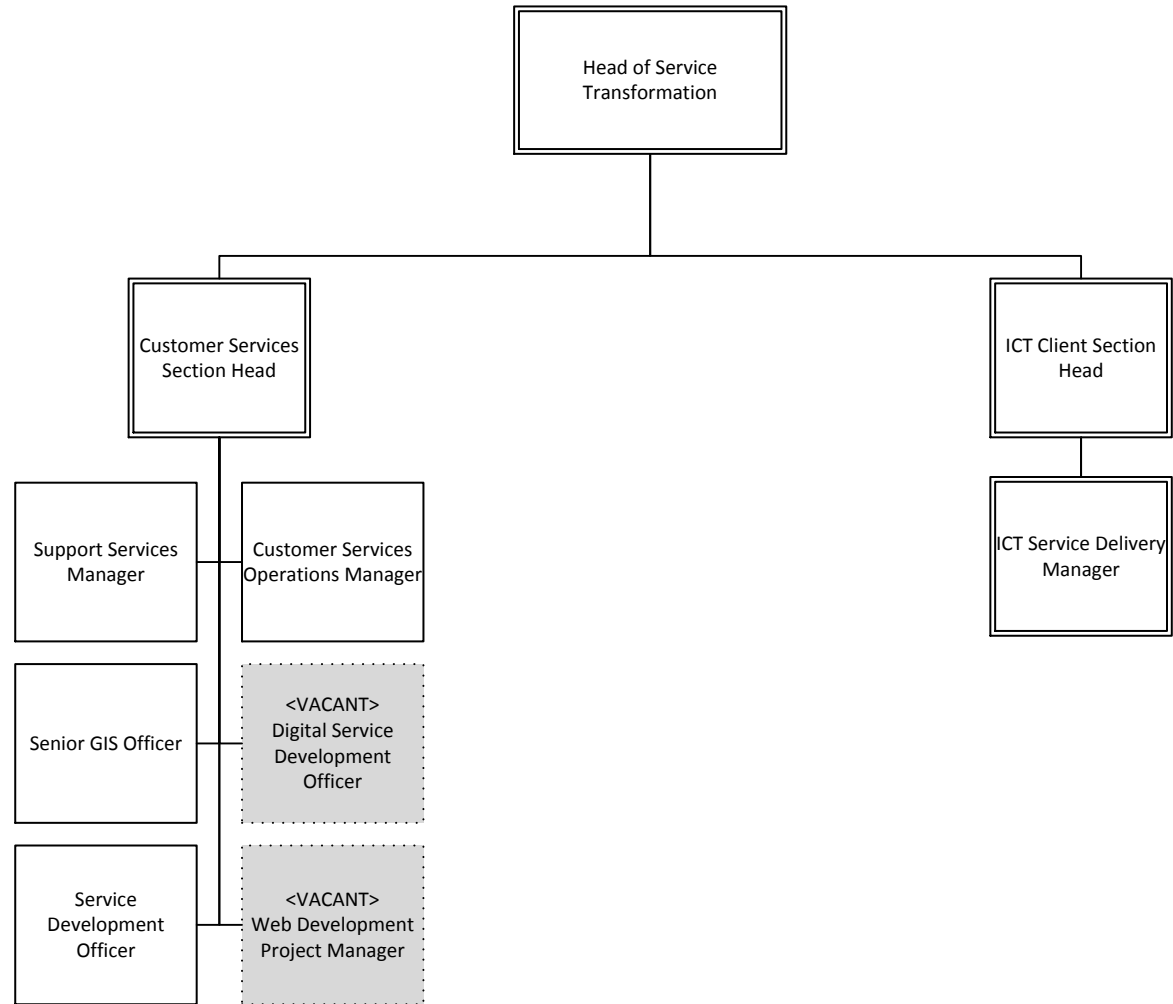 Head of Service
Transformation
Customer Services
Section Head
ICT Client Section
Head
Support Services
Manager
Customer Services
Operations Manager
ICT Service Delivery
Manager
Senior GIS Officer
<VACANT>
Digital Service
Development
Officer
Service
Development
Officer
<VACANT>
Web Development
Project Manager